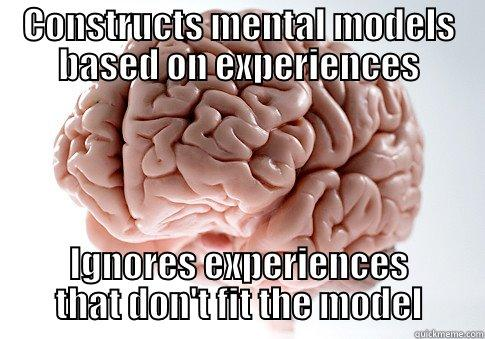 Constructs mental models
based on experiences
Ignores experiences
that don't fit the model
quickmeme.com